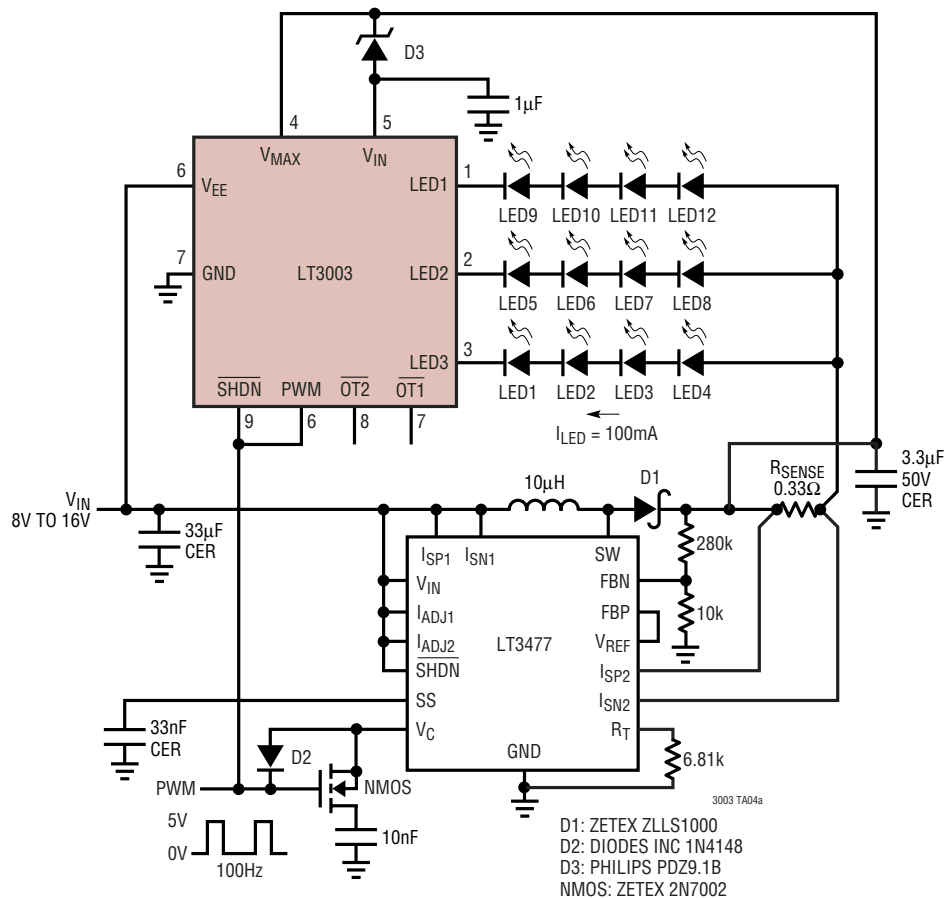 D3
1µF
4
5
VMAX
VIN
6
VEE
LED1
1
LED9
LED10
LED11
LED12
7
GND
LT3003
LED2
2
LED5
LED6
LED7
LED8
LED3
3
LED1
LED2
LED3
LED4
SHDN
PWM
OT2
OT1
9
6
8
7
ILED = 100mA
VIN
8V TO 16V
33µF
CER
10µH
D1
RSENSE
0.33Ω
3.3µF
50V
CER
280k
10k
ISP1
ISN1
SW
VIN
FBN
IADJ1
FBP
IADJ2
LT3477
VREF
SHDN
ISP2
SS
ISN2
VC
RT
GND
33nF
CER
6.81k
D2
NMOS
PWM
10nF
5V
0V
100Hz
3003 TA04a
D1: ZETEX ZLLS1000
D2: DIODES INC 1N4148
D3: PHILIPS PDZ9.1B
NMOS: ZETEX 2N7002